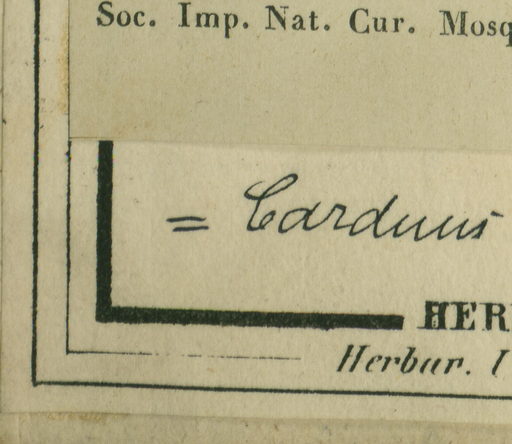 Soc. Imp. Nat. Cur. Mosq
= Carduus
HER
Herbar.